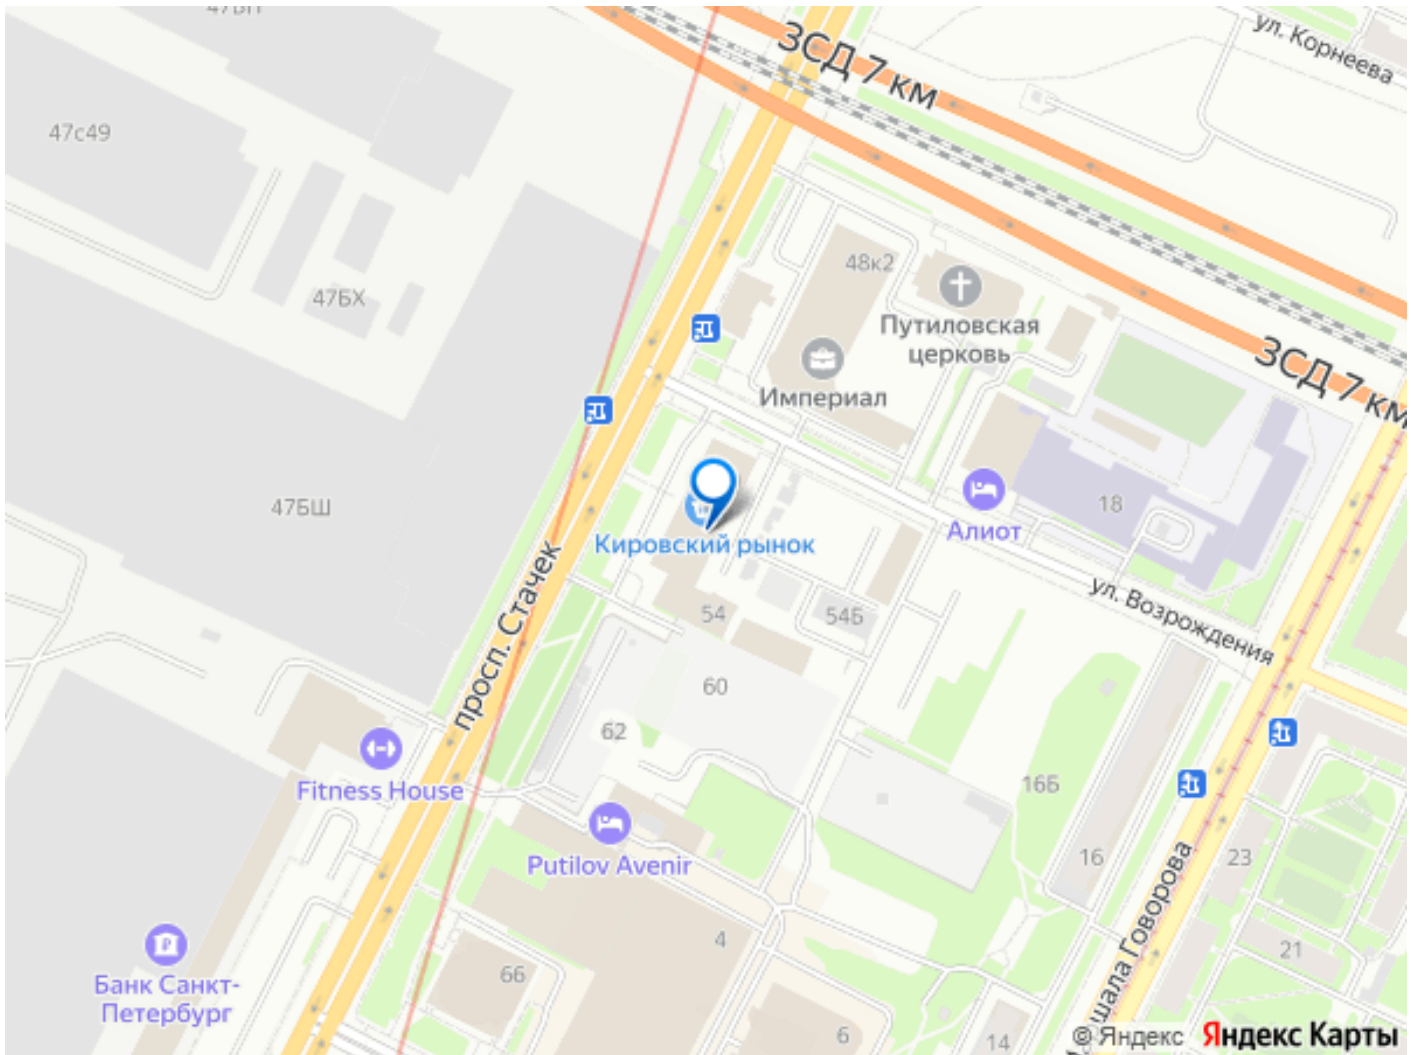 47с49
ЗСД 7 км
ул. Корнеева
47БХ
48к2
Путиловская
церковь
Империал
ЗСД 7 км
47БШ
Кировский рынок
Алиот
18
просп. Стачек
54
54Б
ул. Возрождения
60
62
Fitness House
16Б
Putilov Avenir
16
23
4
21
Банк Санкт-
Петербург
66
6
14
шала Говорова
© Яндекс Яндекс Карты